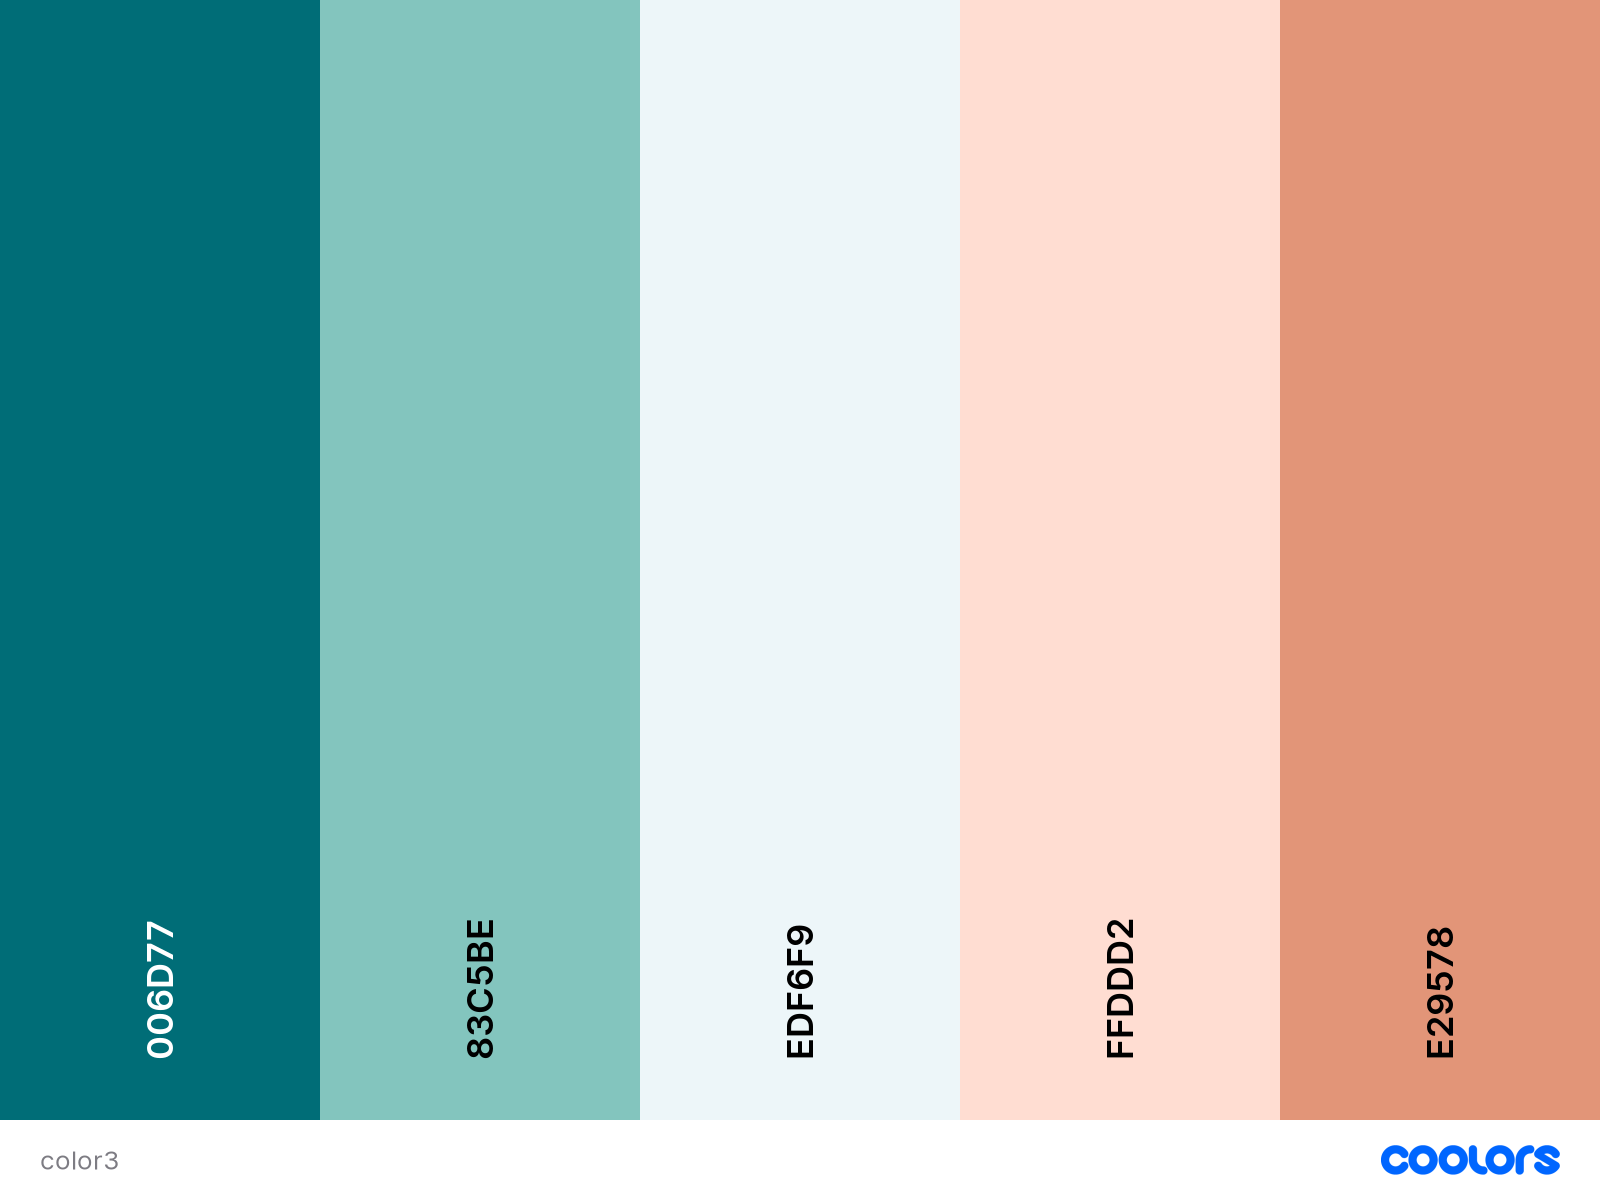 006D77
83C5BE
EDF6F9
FFDDD2
E29578
color3
coolors